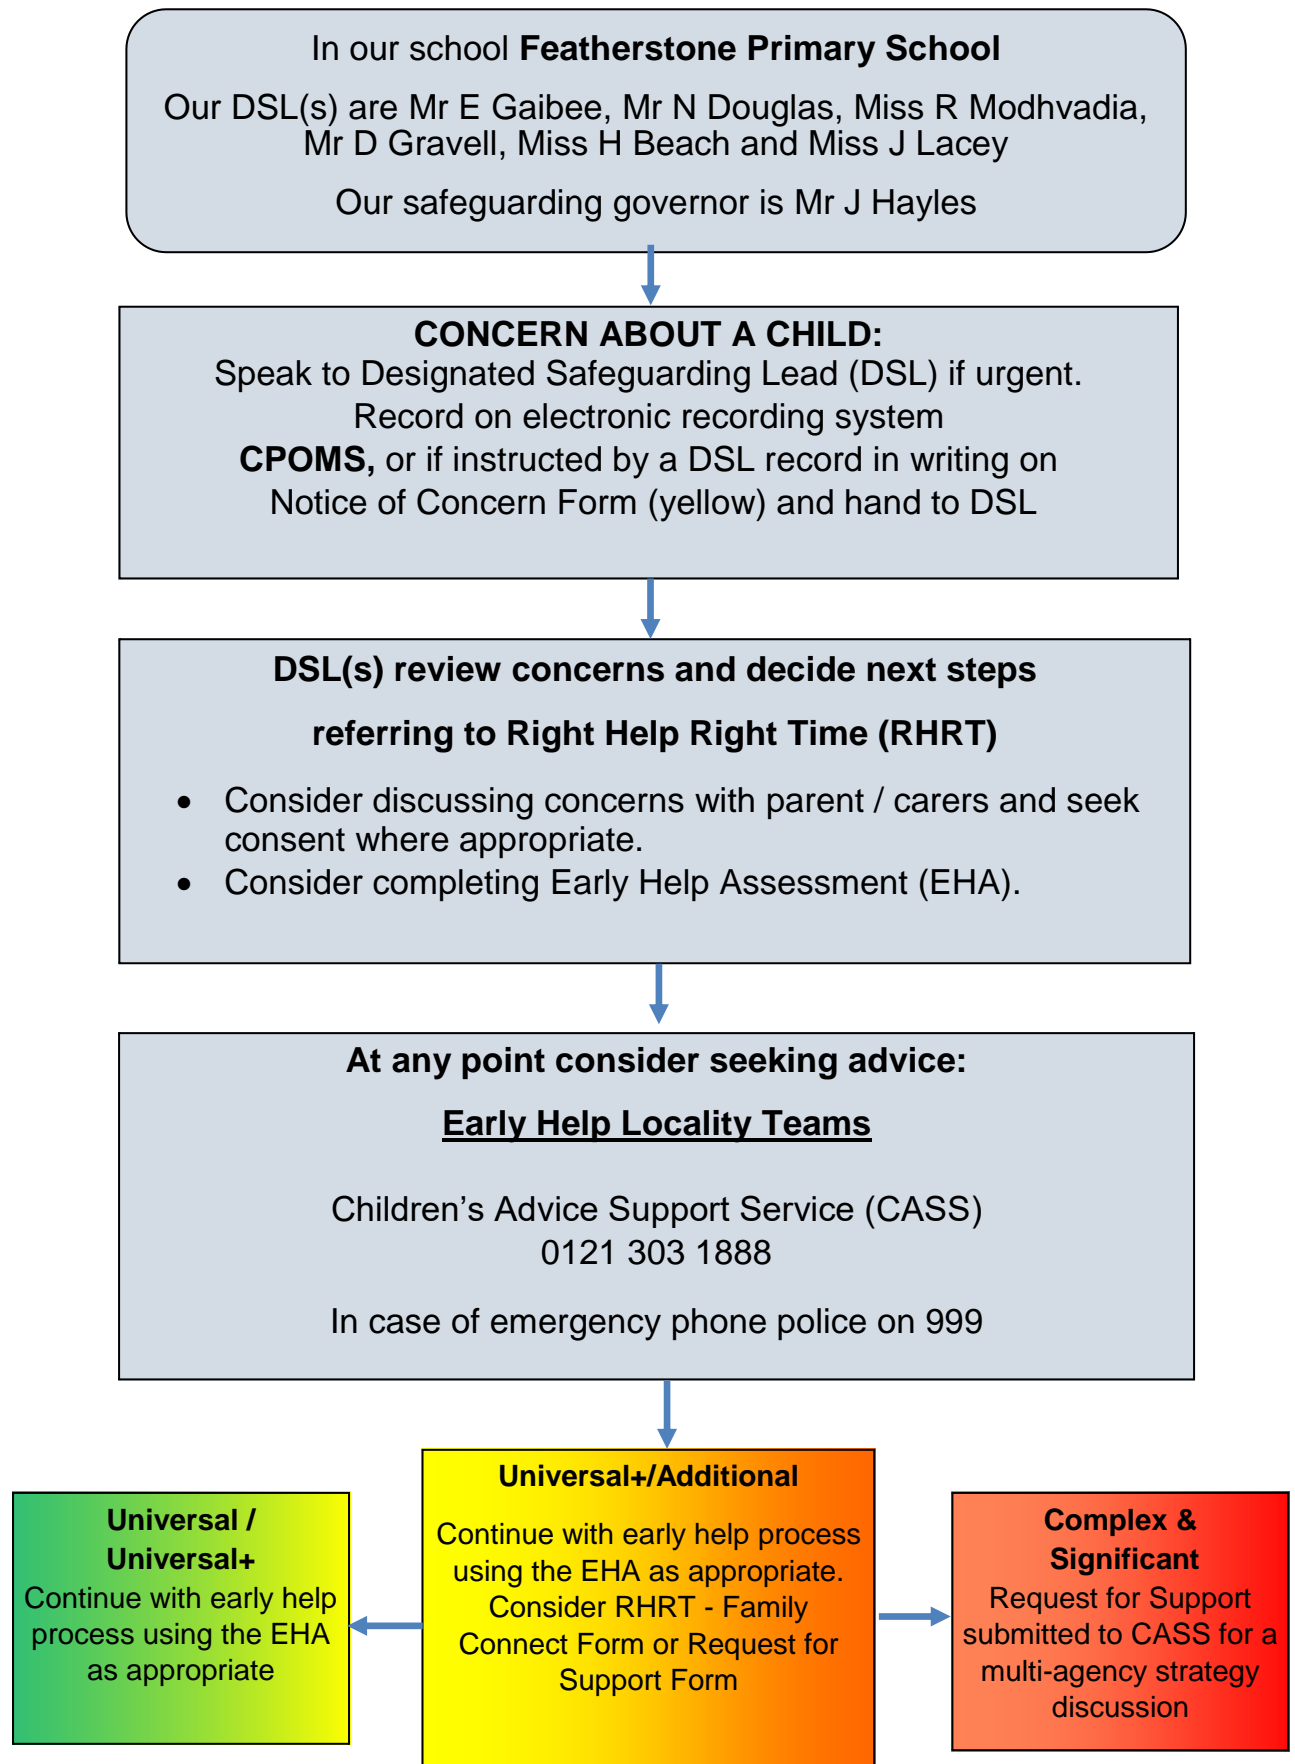 In our school Featherstone Primary School
Our DSL(s) are Mr E Gaibee, Mr N Douglas, Miss R Modhvadia,
Mr D Gravell, Miss H Beach and Miss J Lacey
Our safeguarding governor is Mr J Hayles
CONCERN ABOUT A CHILD:
Speak to Designated Safeguarding Lead (DSL) if urgent.
Record on electronic recording system
CPOMS, or if instructed by a DSL record in writing on
Notice of Concern Form (yellow) and hand to DSL
DSL(s) review concerns and decide next steps
referring to Right Help Right Time (RHRT)
• Consider discussing concerns with parent / carers and seek
consent where appropriate.
• Consider completing Early Help Assessment (EHA).
At any point consider seeking advice:
Early Help Locality Teams
Children’s Advice Support Service (CASS)
0121 303 1888
In case of emergency phone police on 999
Universal /
Universal+
Continue with early help
process using the EHA
as appropriate
Universal+/Additional
Continue with early help process
using the EHA as appropriate.
Consider RHRT - Family
Connect Form or Request for
Support Form
Complex &
Significant
Request for Support
submitted to CASS for a
multi-agency strategy
discussion